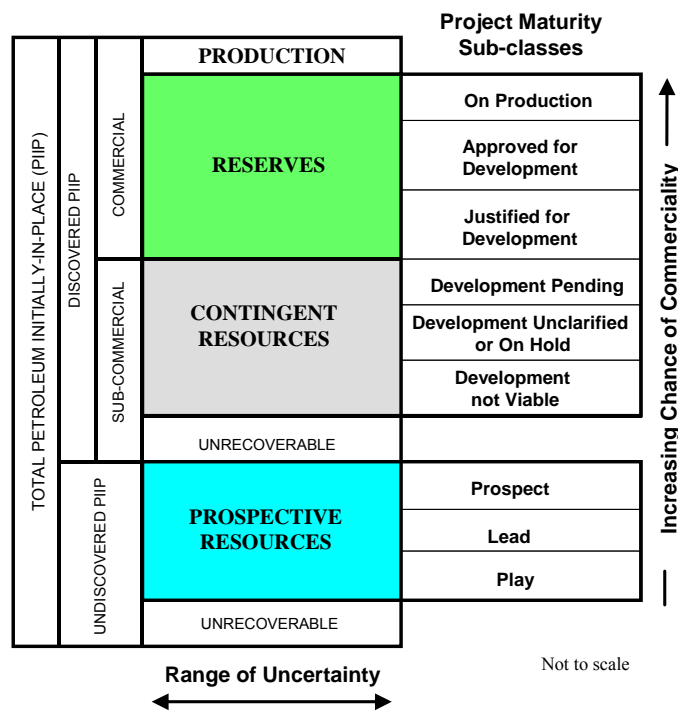 Project Maturity
Sub-classes
PRODUCTION
On Production
RESERVES
Approved for
Development
Justified for
Development
Development Pending
CONTINGENT
RESOURCES
Development Unclarified
or On Hold
Development
not Viable
UNRECOVERABLE
Prospect
PROSPECTIVE
RESOURCES
Lead
Play
UNRECOVERABLE
TOTAL PETROLEUM INITIALLY-IN-PLACE (PIIP)
DISCOVERED PIIP
UNDISCOVERED PIIP
COMMERCIAL
SUB-COMMERCIAL
Increasing Chance of Commerciality
Range of Uncertainty
Not to scale